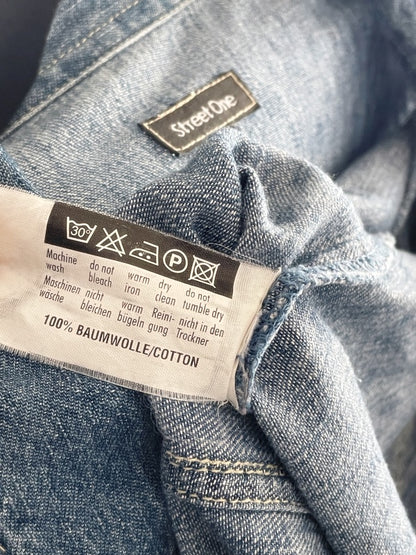 Street One
30°
P
Machine do not warm dry do not
wash bleach iron clean tumble dry
Maschinen nicht warm Reini- nicht in den
wäsche bleichen bügeln gung Trockner
100% BAUMWOLLE/COTTON